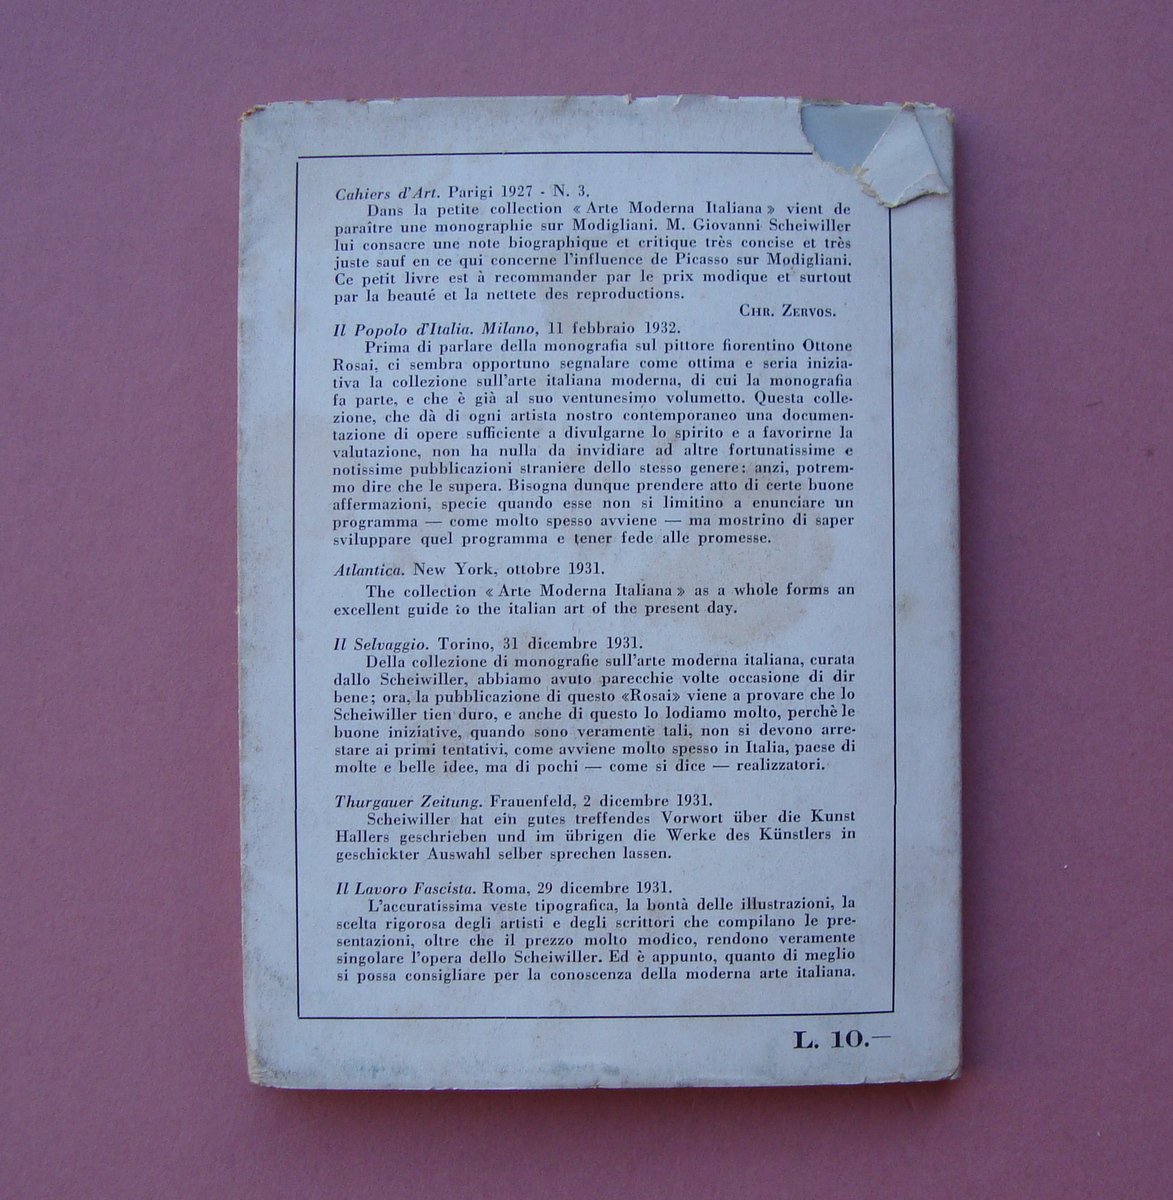 Cahiers d'Art. Parigi 1927 - N. 3.
Dans la petite collection « Arte Moderna Italiana » vient de
paraître une monographie sur Modigliani. M. Giovanni Scheiwiller
lui consacre une note biographique et critique très concise et très
juste sauf en ce qui concerne l'influence de Picasso sur Modigliani.
Ce petit livre est à recommander par le prix modique et surtout
par la beauté et la nettete des reproductions.
CHR. ZERVOS.
Il Popolo d'Italia. Milano, 11 febbraio 1932.
Prima di parlare della monografia sul pittore fiorentino Ottone
Rosai, ci sembra opportuno segnalare come ottima e seria inizia-
tiva la collezione sull'arte italiana moderna, di cui la monografia
fa parte, e che è già al suo ventunesimo volumetto. Questa colle-
zione, che dà di ogni artista nostro contemporaneo una documen-
tazione di opere sufficiente a divulgarne lo spirito e a favorirne la
valutazione, non ha nulla da invidiare ad altre fortunatissime e
notissime pubblicazioni straniere dello stesso genere: anzi, potrem-
mo dire che le supera. Bisogna dunque prendere atto di certe buone
affermazioni, specie quando esse non si limitino a enunciare un
programma — come molto spesso avviene — ma mostrino di saper
sviluppare quel programma e tener fede alle promesse.
Atlantica. New York, ottobre 1931.
The collection « Arte Moderna Italiana » as a whole forms an
excellent guide to the italian art of the present day.
Il Selvaggio. Torino, 31 dicembre 1931.
Della collezione di monografie sull'arte moderna italiana, curata
dallo Scheiwiller, abbiamo avuto parecchie volte occasione di dir
bene; ora, la pubblicazione di questo «Rosai» viene a provare che lo
Scheiwiller tien duro, e anche di questo lo lodiamo molto, perchè le
buone iniziative, quando sono veramente tali, non si devono arre-
stare ai primi tentativi, come avviene molto spesso in Italia, paese di
molte e belle idee, ma di pochi — come si dice — realizzatori.
Thurgauer Zeitung. Frauenfeld, 2 dicembre 1931.
Scheiwiller hat ein gutes treffendes Vorwort über die Kunst
Hallers geschrieben und im übrigen die Werke des Künstlers in
geschickter Auswahl selber sprechen lassen.
Il Lavoro Fascista. Roma, 29 dicembre 1931.
L'accuratissima veste tipografica, la bontà delle illustrazioni, la
scelta rigorosa degli artisti e degli scrittori che compilano le pre-
sentazioni, oltre che il prezzo molto modico, rendono veramente
singolare l'opera dello Scheiwiller. Ed è appunto, quanto di meglio
si possa consigliare per la conoscenza della moderna arte italiana.
L. 10.—